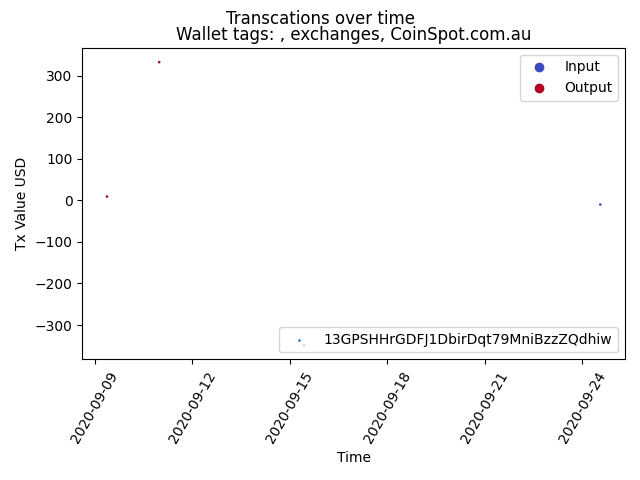 Transcations over time
Wallet tags: , exchanges, CoinSpot.com.au
Input
Output
Tx Value USD
300
200
100
0
−100
−200
−300
13GPSHHrGDFJ1DbirDqt79MniBzzZQdhiw
2020-09-09
2020-09-12
2020-09-15
2020-09-18
2020-09-21
2020-09-24
Time